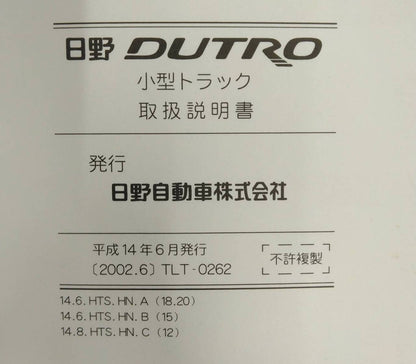 日野 DUTRO
小型トラック
取扱説明書
発行
日野自動車株式会社
平成14年6月発行
〔2002.6〕TLT-0262
不許複製
14.6.HTS.HN.A (18.20)
14.6.HTS.HN.B (15)
14.8.HTS.HN.C (12)